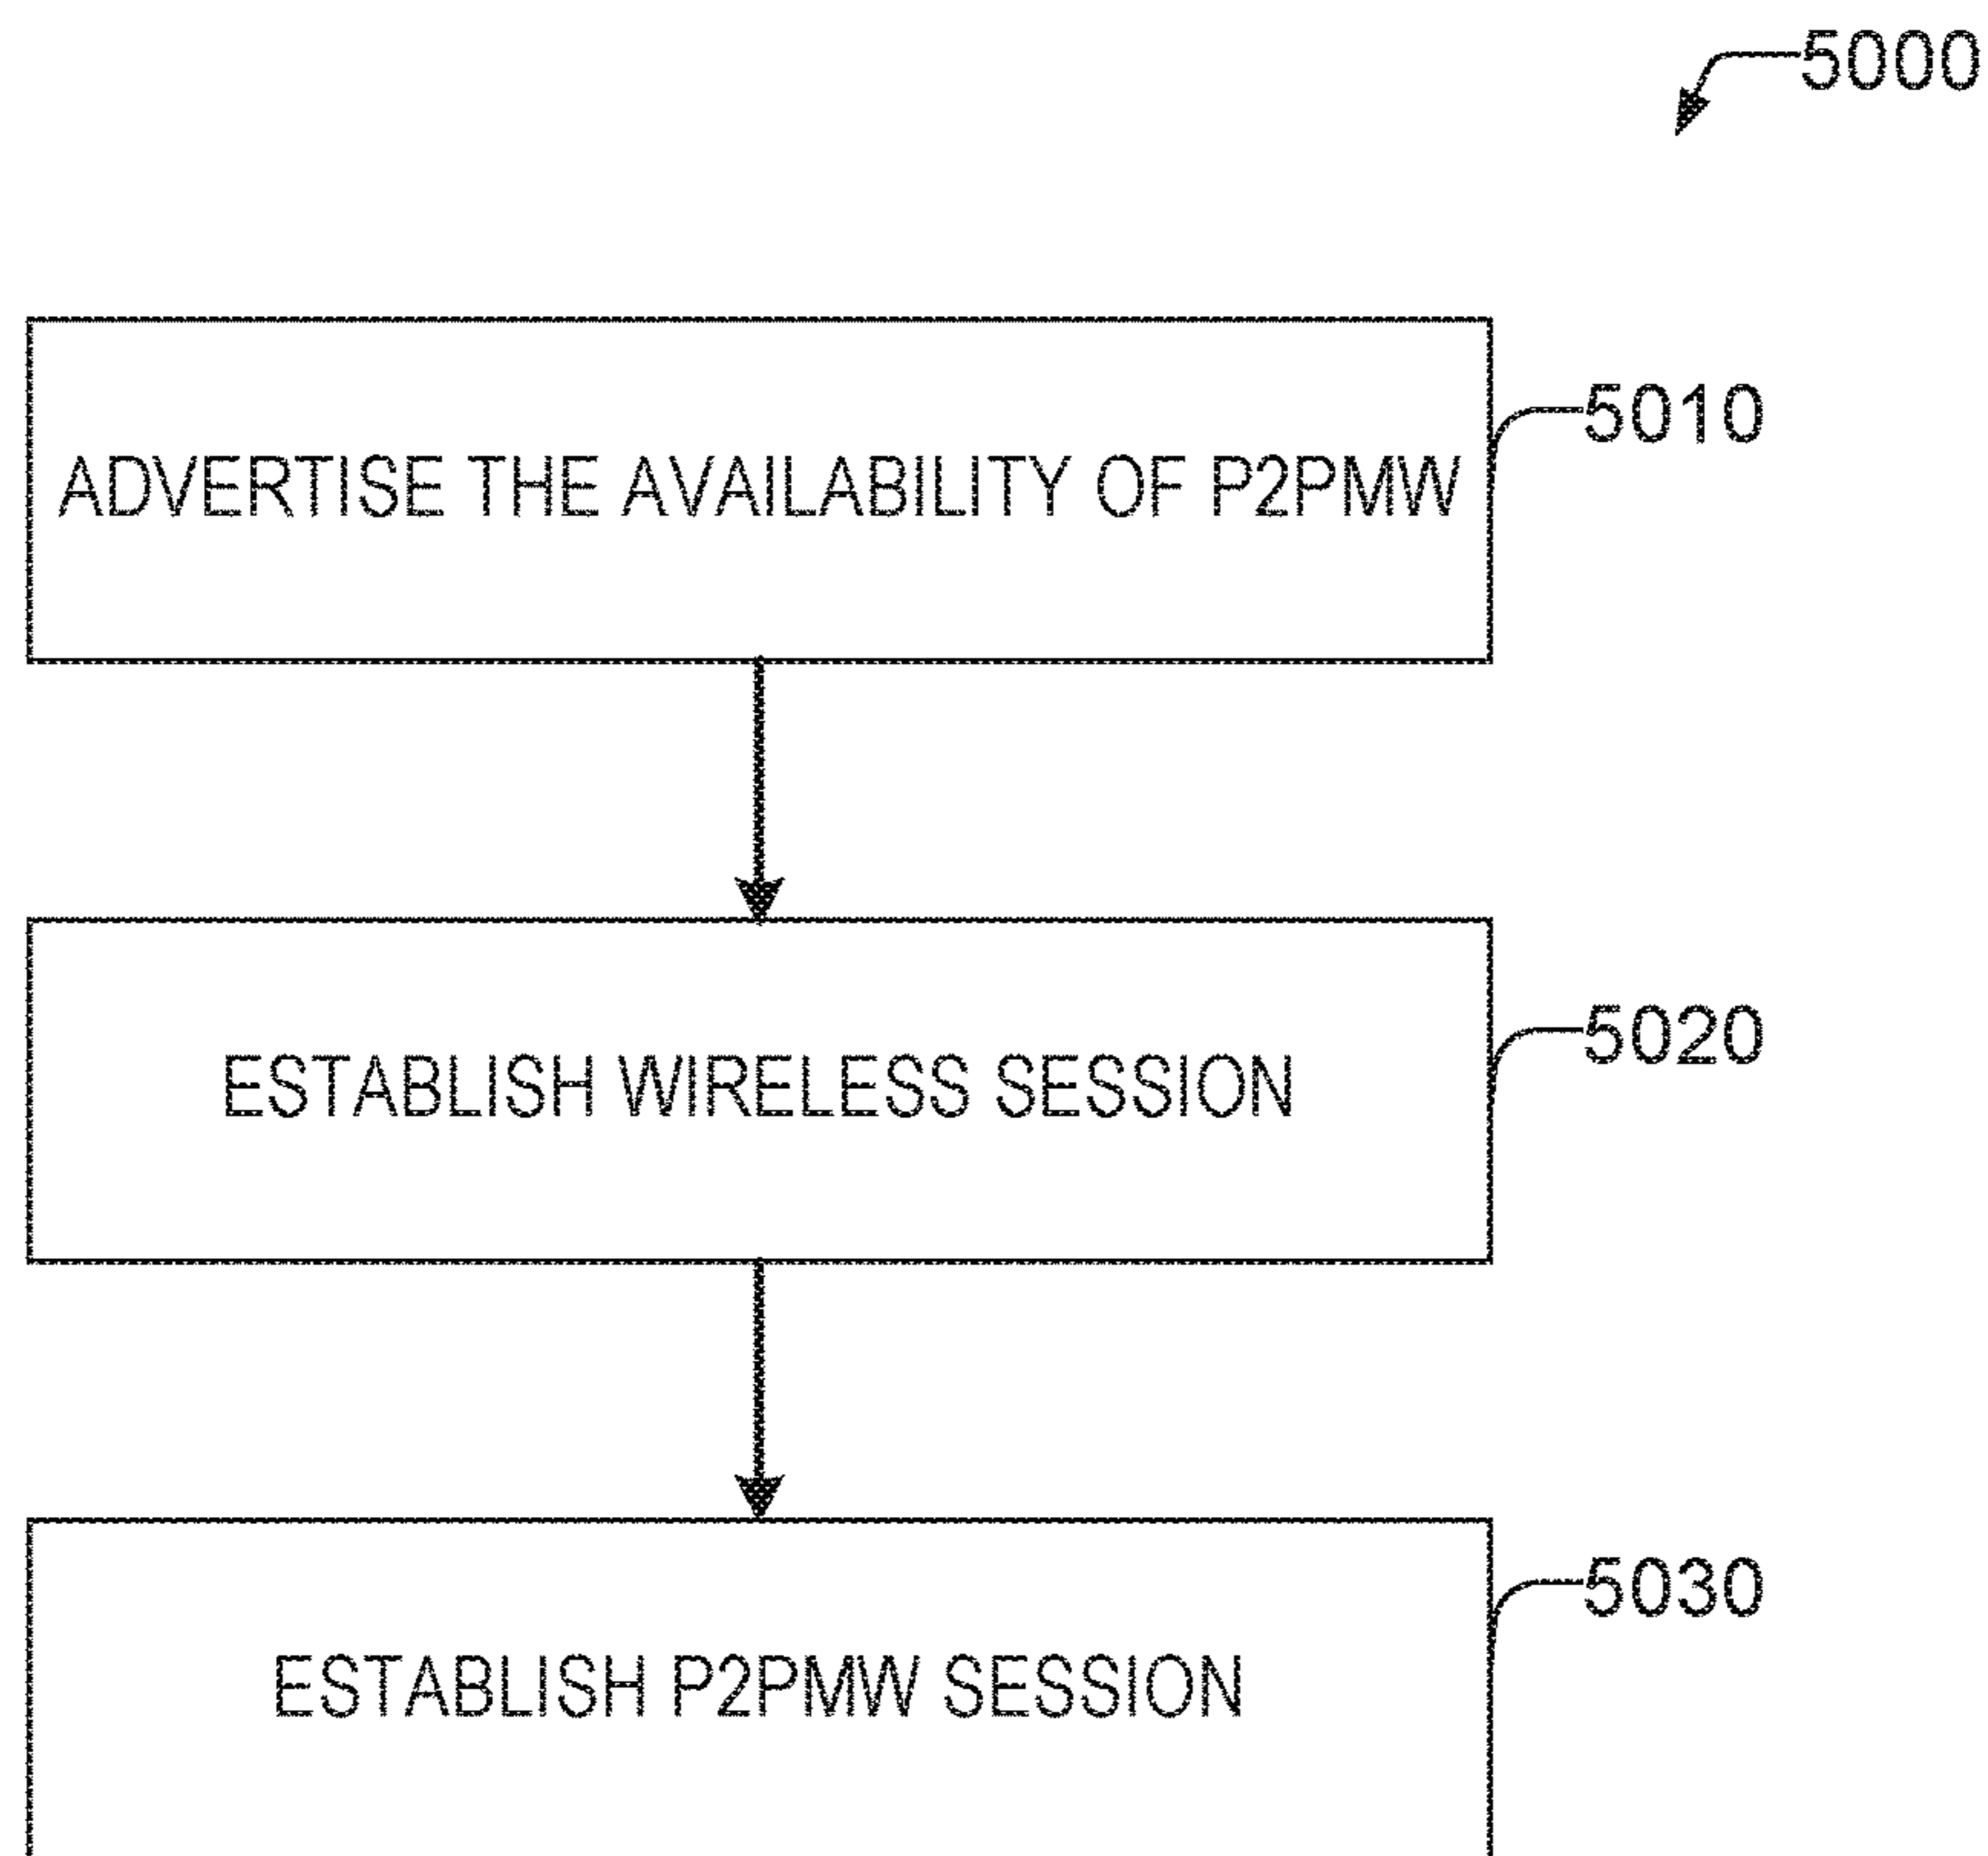 5000
ADVERTISE THE AVAILABILITY OF P2PMW
5010
ESTABLISH WIRELESS SESSION
5020
ESTABLISH P2PMW SESSION
5030